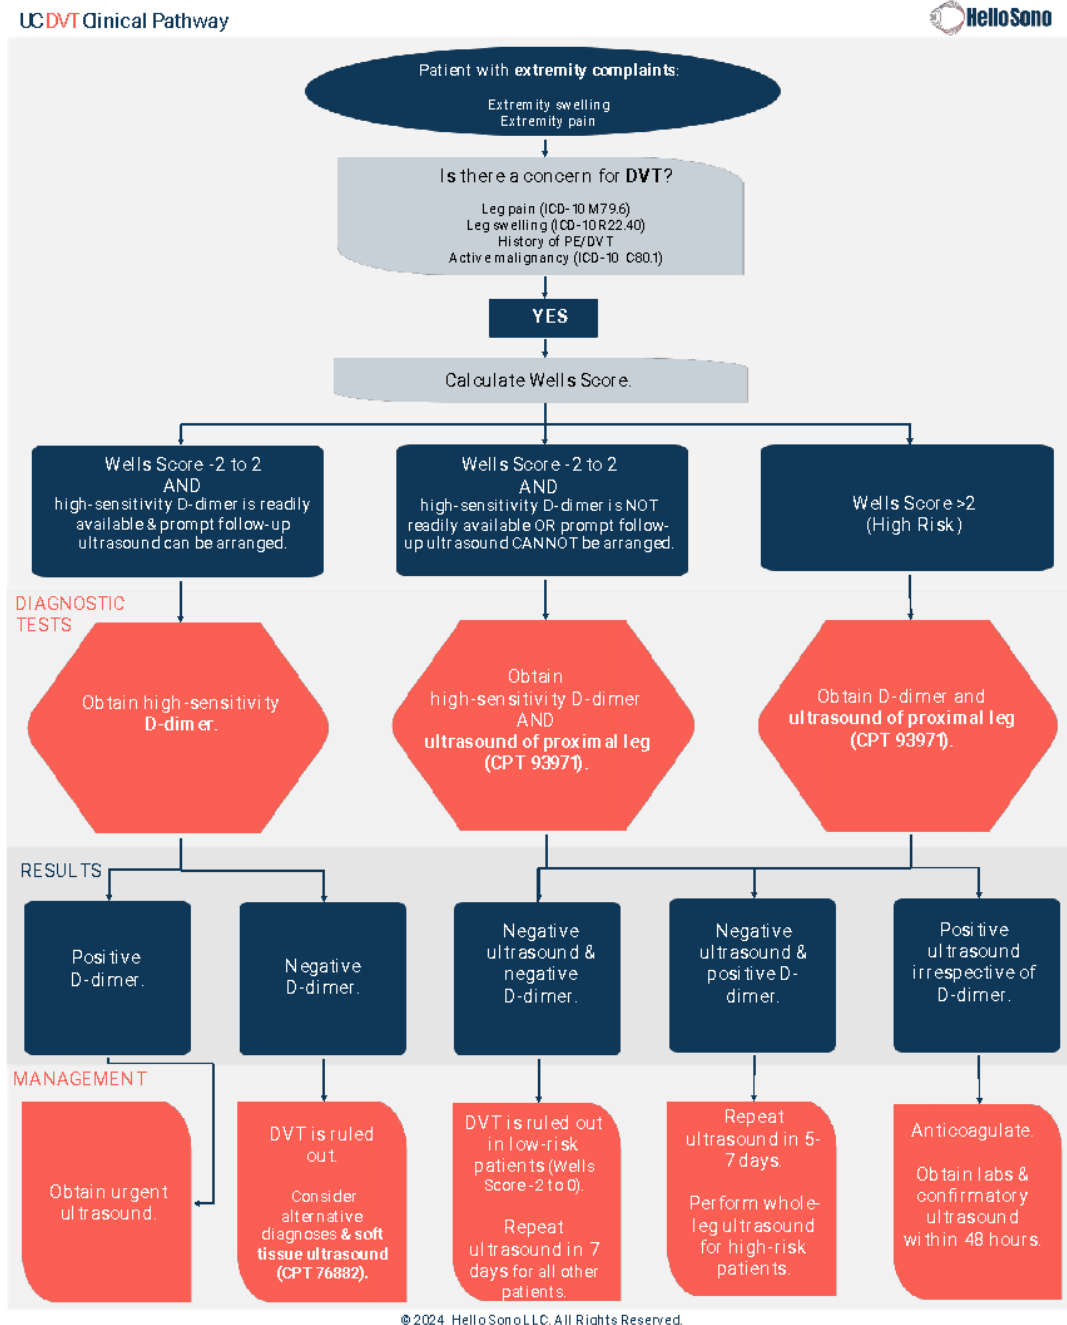 UC DVT Clinical Pathway
HelloSono
Patient with extremity complaints:
Extremity swelling
Extremity pain
Is there a concern for DVT?
Leg pain (ICD-10 M79.6)
Leg swelling (ICD-10 R22.40)
History of PE/DVT
Active malignancy (ICD-10 C80.1)
YES
Calculate Wells Score.
Wells Score -2 to 2
AND
high-sensitivity D-dimer is readily
available & prompt follow-up
ultrasound can be arranged.
Wells Score -2 to 2
AND
high-sensitivity D-dimer is NOT
readily available OR prompt follow-
up ultrasound CANNOT be arranged.
Wells Score >2
(High Risk)
DIAGNOSTIC
TESTS
Obtain high-sensitivity
D-dimer.
Obtain
high-sensitivity D-dimer
AND
ultrasound of proximal leg
(CPT 93971).
Obtain D-dimer and
ultrasound of proximal leg
(CPT 93971).
RESULTS
Positive
D-dimer.
Negative
D-dimer.
Negative
ultrasound &
negative
D-dimer.
Negative
ultrasound &
positive D-
dimer.
Positive
ultrasound
irrespective of
D-dimer.
MANAGEMENT
Obtain urgent
ultrasound.
DVT is ruled
out.
Consider
alternative
diagnoses & soft
tissue ultrasound
(CPT 76882).
DVT is ruled out
in low-risk
patients (Wells
Score -2 to 0).
Repeat
ultrasound in 7
days for all other
patients.
Repeat
ultrasound in 5-
7 days.
Perform whole-
leg ultrasound
for high-risk
patients.
Anticoagulate.
Obtain labs &
confirmatory
ultrasound
within 48 hours.
© 2024 HelloSono LLC. All Rights Reserved.